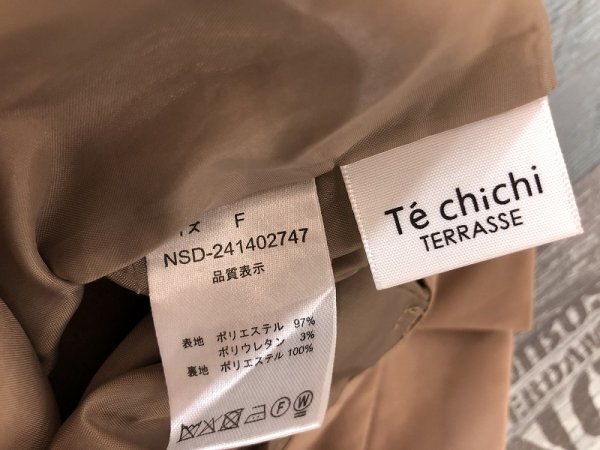 Té chichi
TERRASSE
ズ F
NSD-241402747
品質表示
表地 ポリエステル 97%
ポリウレタン 3%
裏地 ポリエステル 100%
F W